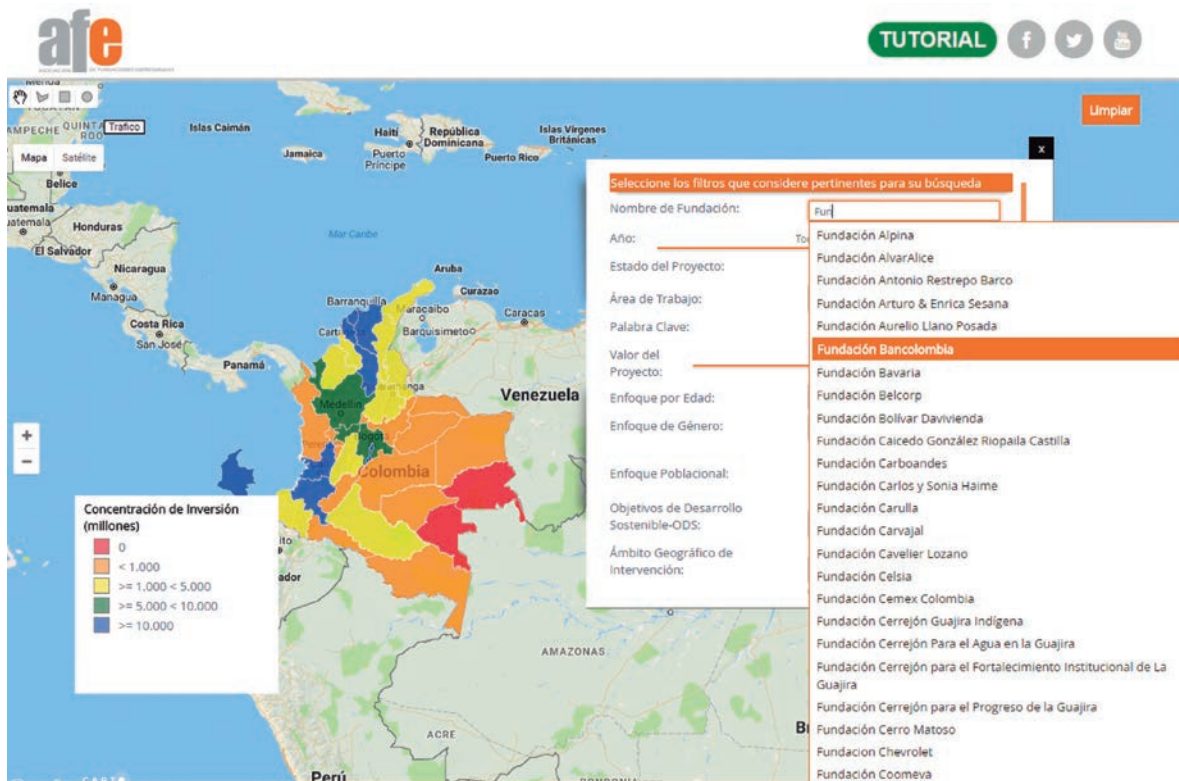 afe
ASOCIACIÓN DE FUNDACIONES EMPRESARIALES
TUTORIAL
Limpiar
Trafico
Mapa Satélite
QUINTA
ROO
Belice
Guatemala
Honduras
El Salvador
Nicaragua
Managua
Costa Rica
San José
Panamá
Islas Caimán
Jamaica
Haití
Puerto
Príncipe
República
Dominicana
Puerto Rico
Islas Vírgenes
Británicas
Mar Caribe
Aruba
Curazao
Barranquilla
Maracaibo
Caracas
Barquisimeto
Medellín
Bogotá
Venezuela
Colombia
AMAZONAS
ACRE
Perú
+
-
Concentración de Inversión
(millones)
0
< 1.000
>= 1.000 < 5.000
>= 5.000 < 10.000
>= 10.000
x
Seleccione los filtros que considere pertinentes para su búsqueda
Nombre de Fundación: Fun
Año:
Estado del Proyecto:
Área de Trabajo:
Palabra Clave:
Valor del
Proyecto:
Enfoque por Edad:
Enfoque de Género:
Enfoque Poblacional:
Objetivos de Desarrollo
Sostenible-ODS:
Ámbito Geográfico de
Intervención:
Fundación Alpina
Fundación AlvarAlice
Fundación Antonio Restrepo Barco
Fundación Arturo & Enrica Sesana
Fundación Aurelio Llano Posada
Fundación Bancolombia
Fundación Bavaria
Fundación Belcorp
Fundación Bolívar Davivienda
Fundación Caicedo González Riopaila Castilla
Fundación Carboandes
Fundación Carlos y Sonia Haime
Fundación Carulla
Fundación Carvajal
Fundación Cavelier Lozano
Fundación Celsia
Fundación Cemex Colombia
Fundación Cerrejón Guajira Indígena
Fundación Cerrejón Para el Agua en la Guajira
Fundación Cerrejón para el Fortalecimiento Institucional de La
Guajira
Fundación Cerrejón para el Progreso de la Guajira
Fundación Cerro Matoso
Fundacion Chevrolet
Fundación Coomeva